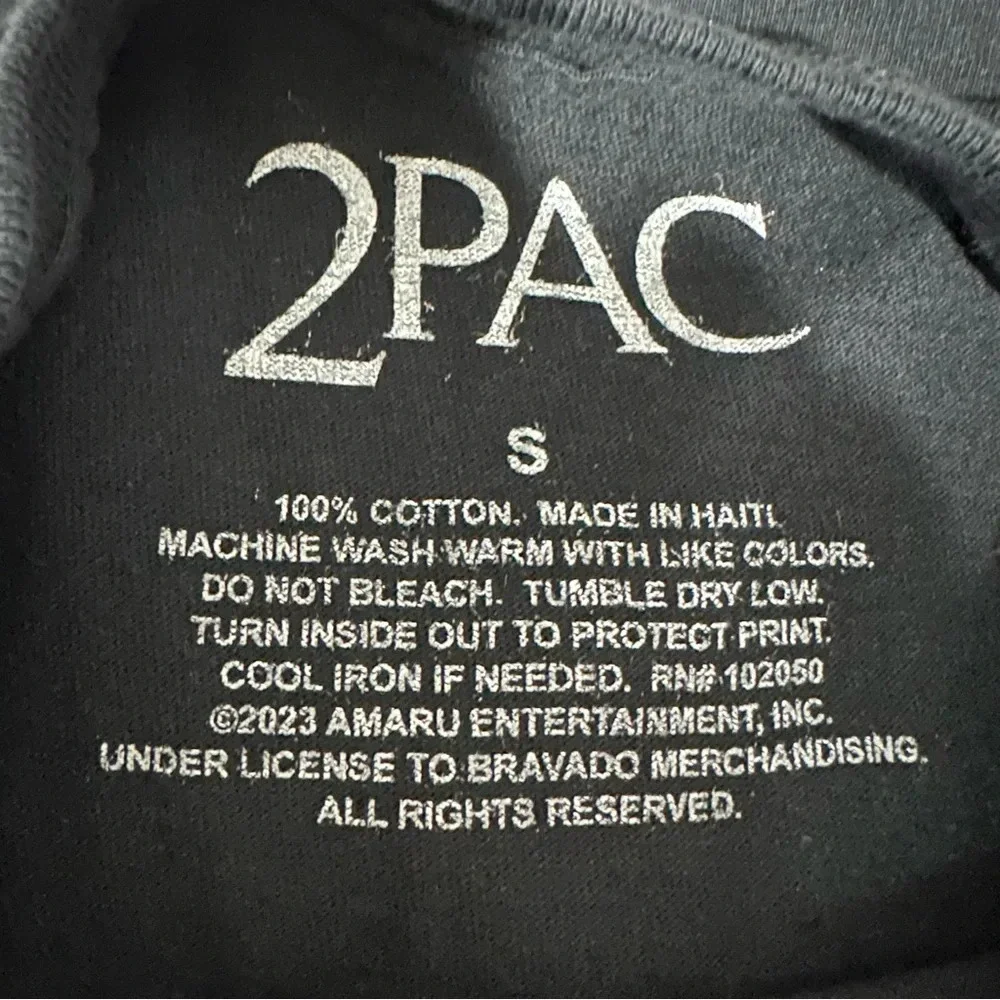 2PAC
S
100% COTTON. MADE IN HAITI.
MACHINE WASH WARM WITH LIKE COLORS.
DO NOT BLEACH. TUMBLE DRY LOW.
TURN INSIDE OUT TO PROTECT PRINT.
COOL IRON IF NEEDED. RN# 102050
©2023 AMARU ENTERTAINMENT, INC.
UNDER LICENSE TO BRAVADO MERCHANDISING.
ALL RIGHTS RESERVED.